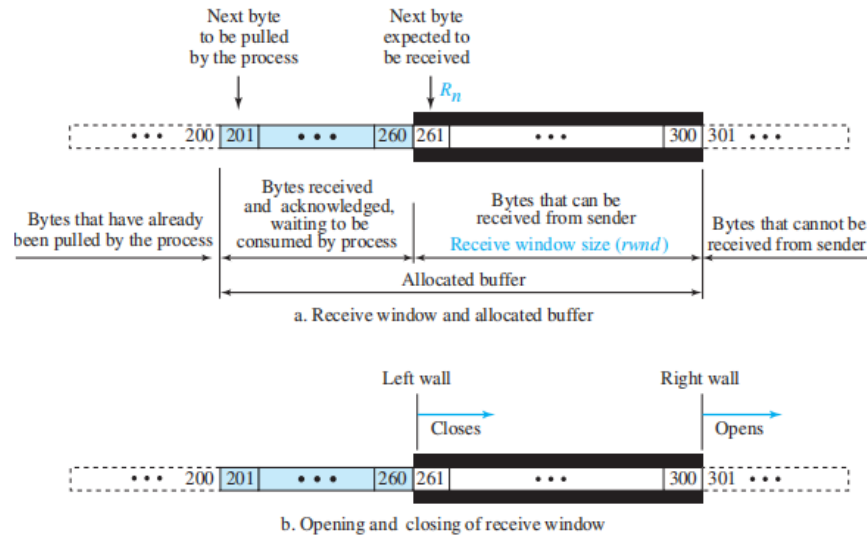 Next byte
to be pulled
by the process
Next byte
expected to
be received
Rn
••• 200 201 ••• 260 261 ••• 300 301 •••
Bytes that have already
been pulled by the process
Bytes received
and acknowledged,
waiting to be
consumed by process
Bytes that can be
received from sender
Receive window size (rwnd)
Bytes that cannot be
received from sender
Allocated buffer
a. Receive window and allocated buffer
Left wall
Right wall
Closes
Opens
••• 200 201 ••• 260 261 ••• 300 301 •••
b. Opening and closing of receive window